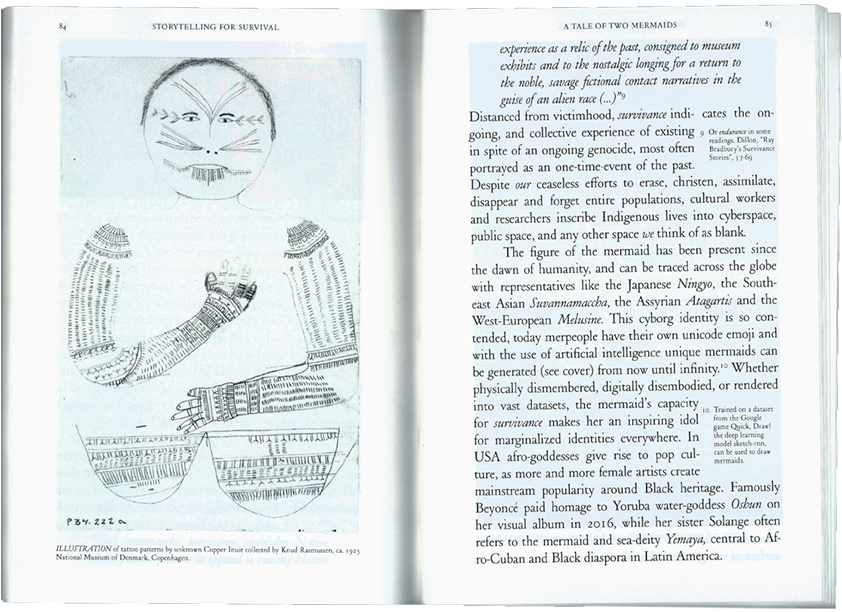 84
STORYTELLING FOR SURVIVAL
P34.222a
ILLUSTRATION of tattoo patterns by unknown Cupper Inuit collected by Knud Rasmussen, ca. 1923
National Museum of Denmark, Copenhagen.
A TALE OF TWO MERMAIDS
85
experience as a relic of the past, consigned to museum
exhibits and to the nostalgic longing for a return to
the noble, savage fictional contact narratives in the
guise of an alien race (...)”9
Distanced from victimhood, survivance indi- cates the on-
going, and collective experience of existing
in spite of an ongoing genocide, most often
portrayed as an one-time-event of the past.
9 Or endurance in some
readings. Dillon, “Ray
Bradbury’s Survivance
Stories”, 57-69
Despite our ceaseless efforts to erase, christen, assimilate,
disappear and forget entire populations, cultural workers
and researchers inscribe Indigenous lives into cyberspace,
public space, and any other space we think of as blank.
The figure of the mermaid has been present since
the dawn of humanity, and can be traced across the globe
with representatives like the Japanese Ningyo, the South-
east Asian Suvannamaccha, the Assyrian Atagartis and the
West-European Melusine. This cyborg identity is so con-
tended, today merpeople have their own unicode emoji and
with the use of artificial intelligence unique mermaids can
be generated (see cover) from now until infinity.10 Whether
physically dismembered, digitally disembodied, or rendered
into vast datasets, the mermaid’s capacity
for survivance makes her an inspiring idol
for marginalized identities everywhere. In
USA afro-goddesses give rise to pop cul-
ture, as more and more female artists create
10 Trained on a dataset
from the Google
game Quick, Draw!
the deep learning
model sketch-rnn,
can be used to draw
mermaids.
mainstream popularity around Black heritage. Famously
Beyoncé paid homage to Yoruba water-goddess Oshun on
her visual album in 2016, while her sister Solange often
refers to the mermaid and sea-deity Yemaya, central to Af-
ro-Cuban and Black diaspora in Latin America.